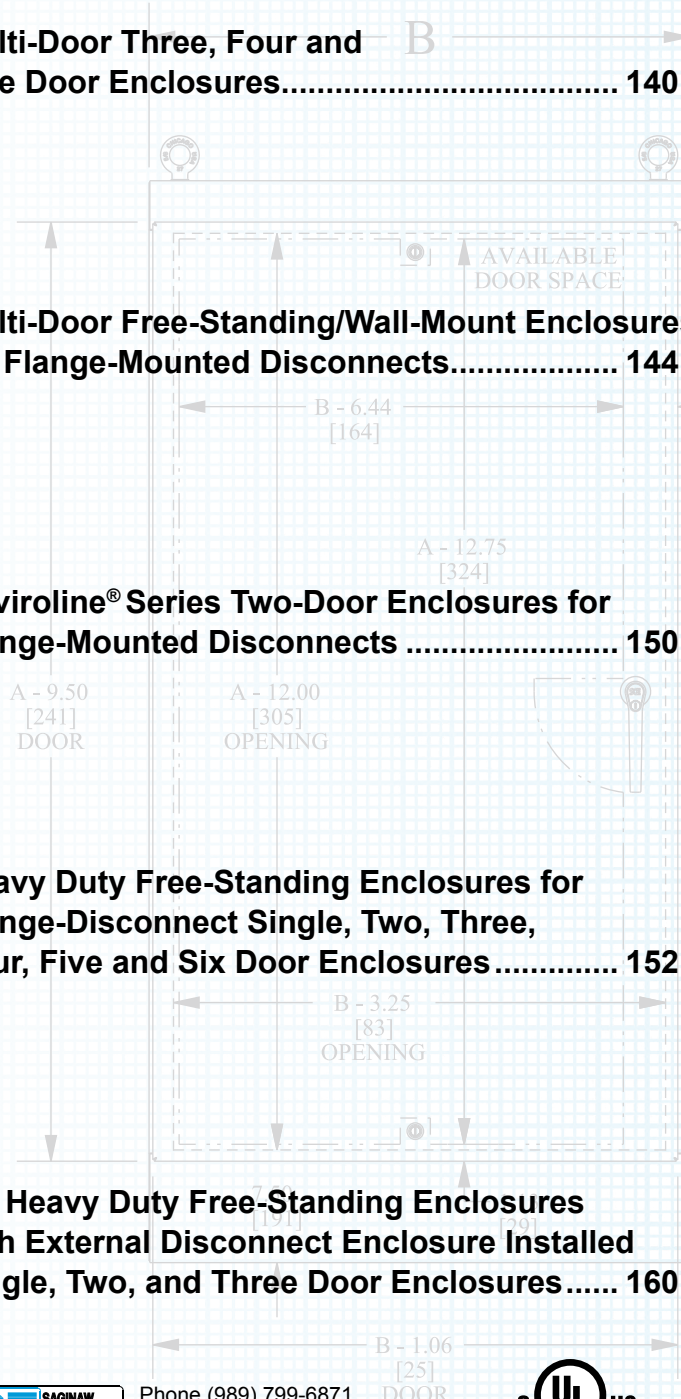 lti-Door Three, Four and
B
e Door Enclosures...................................... 140
AVAILABLE
DOOR SPACE
lti-Door Free-Standing/Wall-Mount Enclosure
Flange-Mounted Disconnects................... 144
B - 6.44
[164]
A - 12.75
[324]
viroline® Series Two-Door Enclosures for
nge-Mounted Disconnects ........................ 150
A - 9.50
[241]
DOOR
A - 12.00
[305]
OPENING
avy Duty Free-Standing Enclosures for
nge-Disconnect Single, Two, Three,
ur, Five and Six Door Enclosures.............. 152
B - 3.25
[83]
OPENING
Heavy Duty Free-Standing Enclosures
7.50
[191]
[29]
h External Disconnect Enclosure Installed
gle, Two, and Three Door Enclosures...... 160
B - 1.06
[25]
DOOR
SAGINAW
Phone (989) 799-6871
c UL us